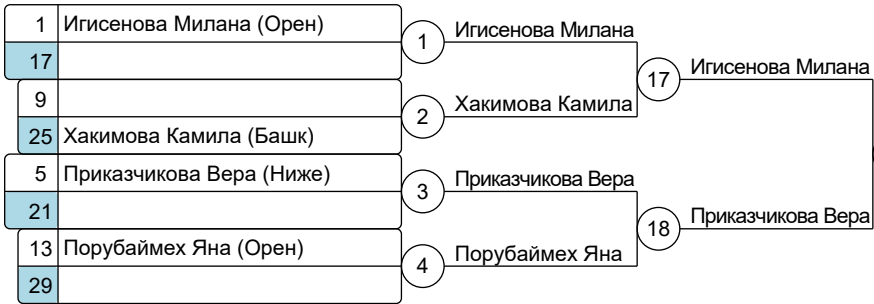 1 Игисенова Милана (Орен)
17
9
25 Хакимова Камила (Башк)
5 Приказчикова Вера (Ниже)
21
13 Порубаймех Яна (Орен)
29
1 Игисенова Милана
2 Хакимова Камила
3 Приказчикова Вера
4 Порубаймех Яна
17 Игисенова Милана
18 Приказчикова Вера